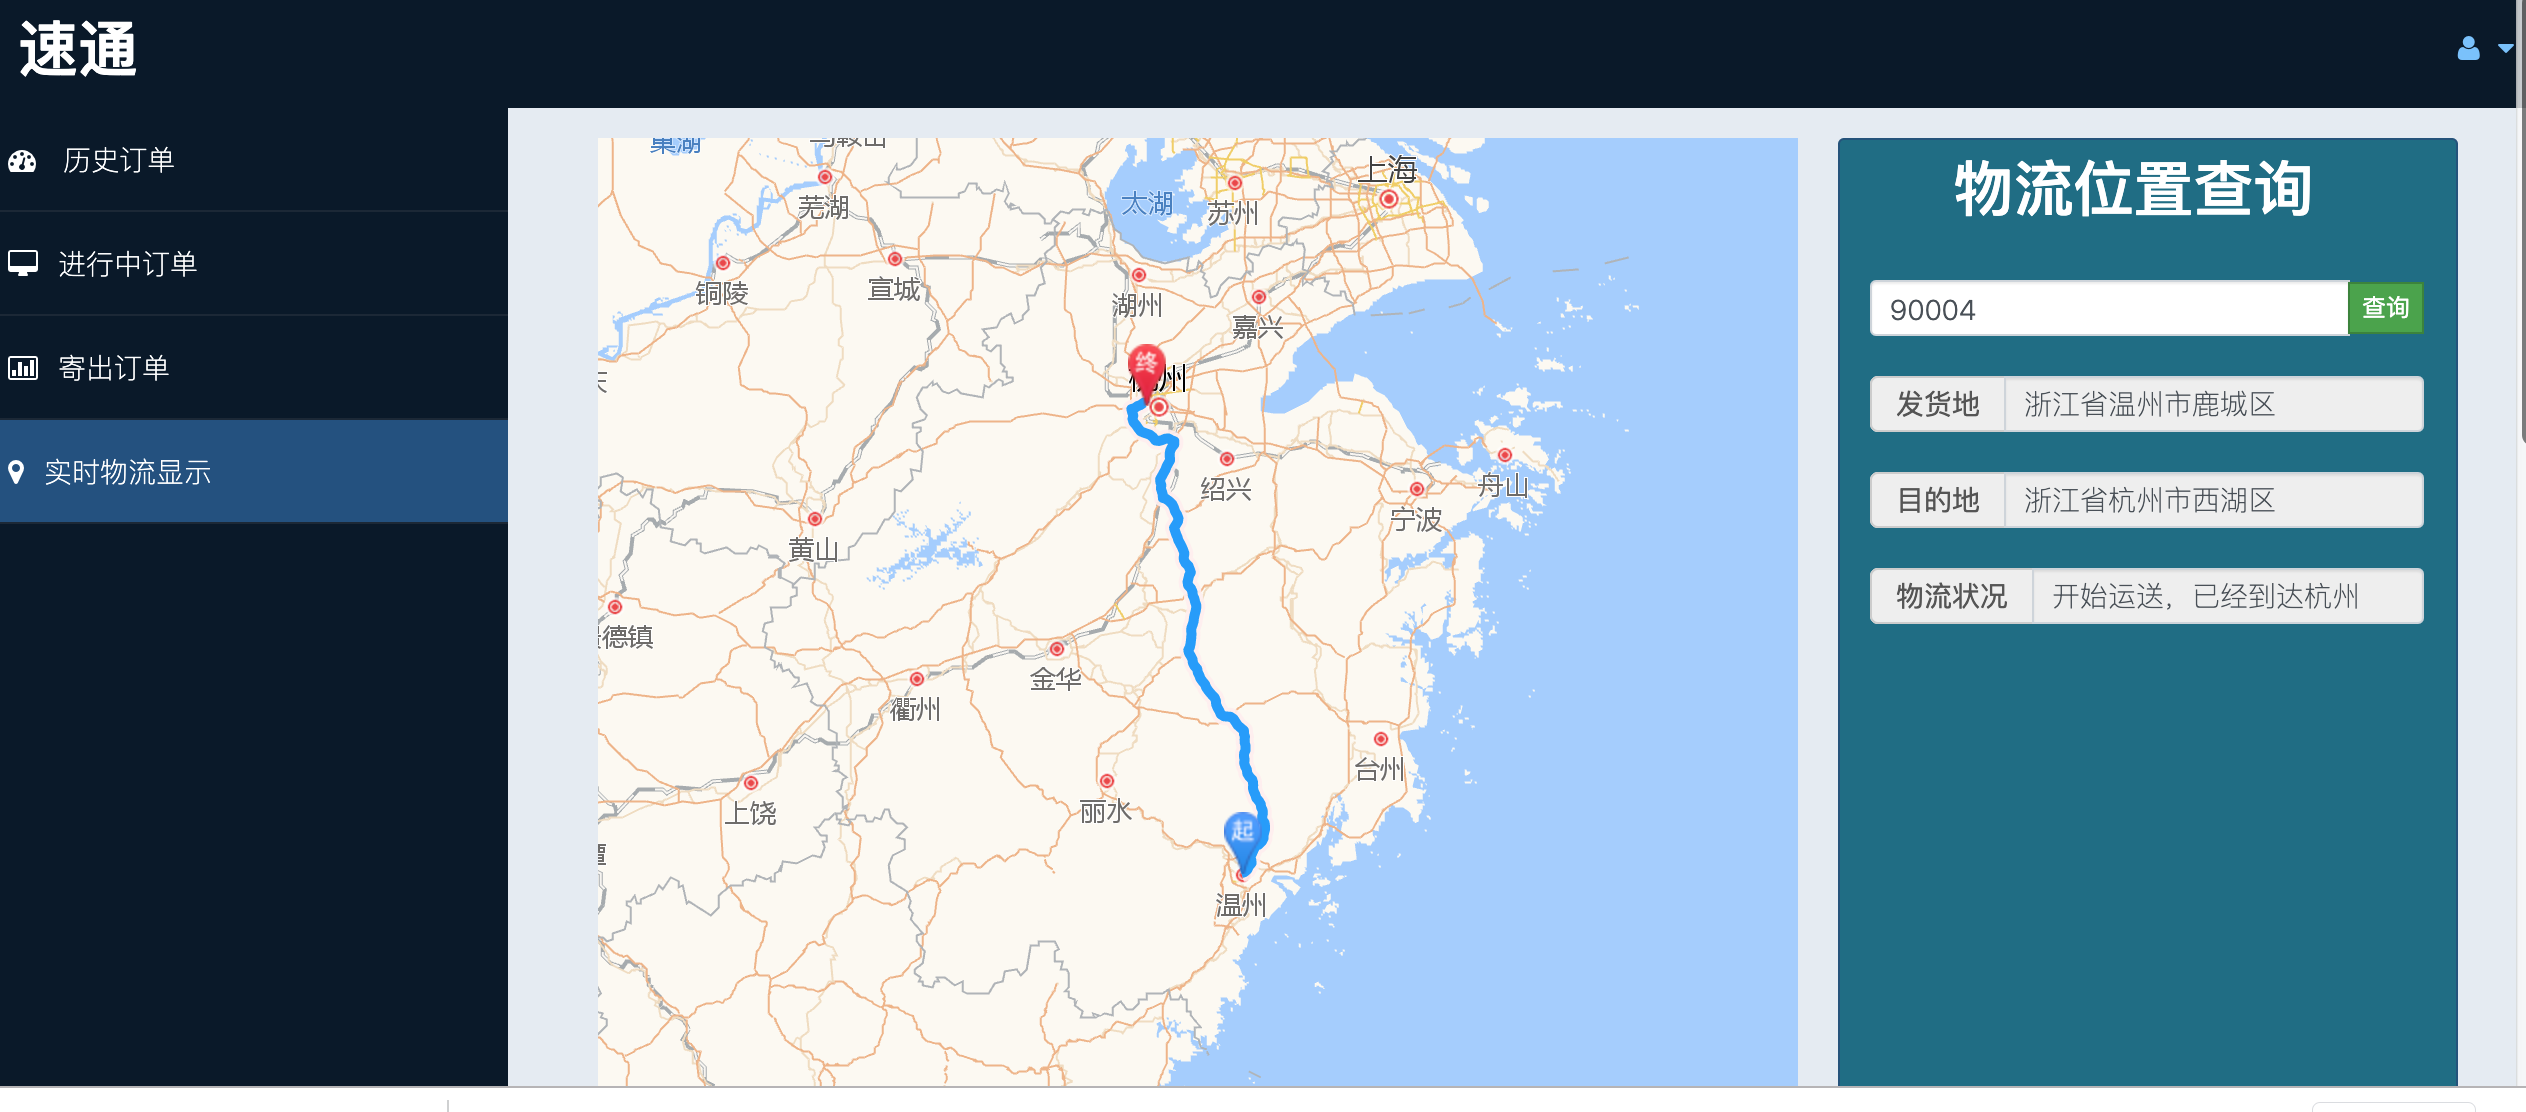 速通
历史订单
进行中订单
寄出订单
实时物流显示
巢湖
马鞍山
芜湖
铜陵
宣城
太湖
苏州
上海
湖州
嘉兴
终
杭州
绍兴
宁波
舟山
黄山
德镇
金华
衢州
上饶
丽水
台州
起
温州
物流位置查询
90004
查询
发货地 浙江省温州市鹿城区
目的地 浙江省杭州市西湖区
物流状况 开始运送，已经到达杭州